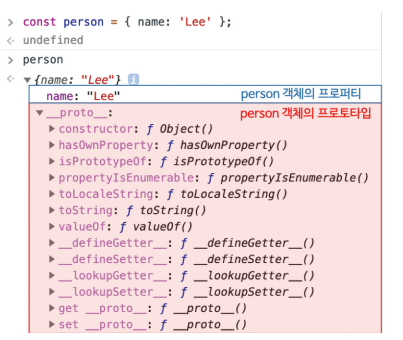 > const person = { name: 'Lee' };
< undefined
> person
< ▼{name: "Lee"} i
name: "Lee" person 객체의 프로퍼티
▼__proto__: person 객체의 프로토타입
▶constructor: ƒ Object()
▶hasOwnProperty: ƒ hasOwnProperty()
▶isPrototypeOf: ƒ isPrototypeOf()
▶propertyIsEnumerable: ƒ propertyIsEnumerable()
▶toLocaleString: ƒ toLocaleString()
▶toString: ƒ toString()
▶valueOf: ƒ valueOf()
▶__defineGetter__: ƒ __defineGetter__()
▶__defineSetter__: ƒ __defineSetter__()
▶__lookupGetter__: ƒ __lookupGetter__()
▶__lookupSetter__: ƒ __lookupSetter__()
▶get __proto__: ƒ __proto__()
▶set __proto__: ƒ __proto__()